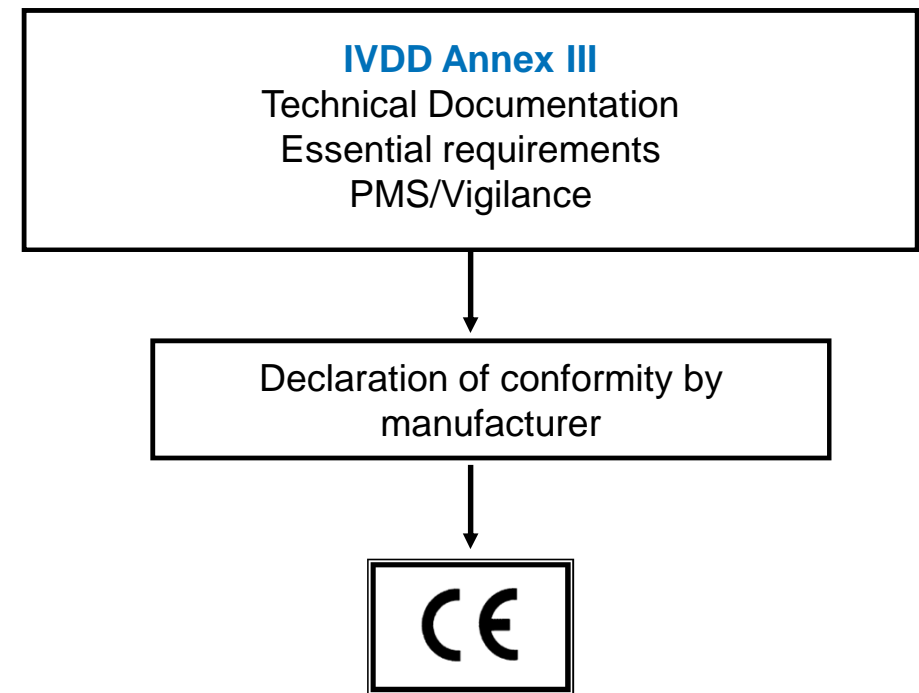 IVDD Annex III
Technical Documentation
Essential requirements
PMS/Vigilance
Declaration of conformity by
manufacturer
CE